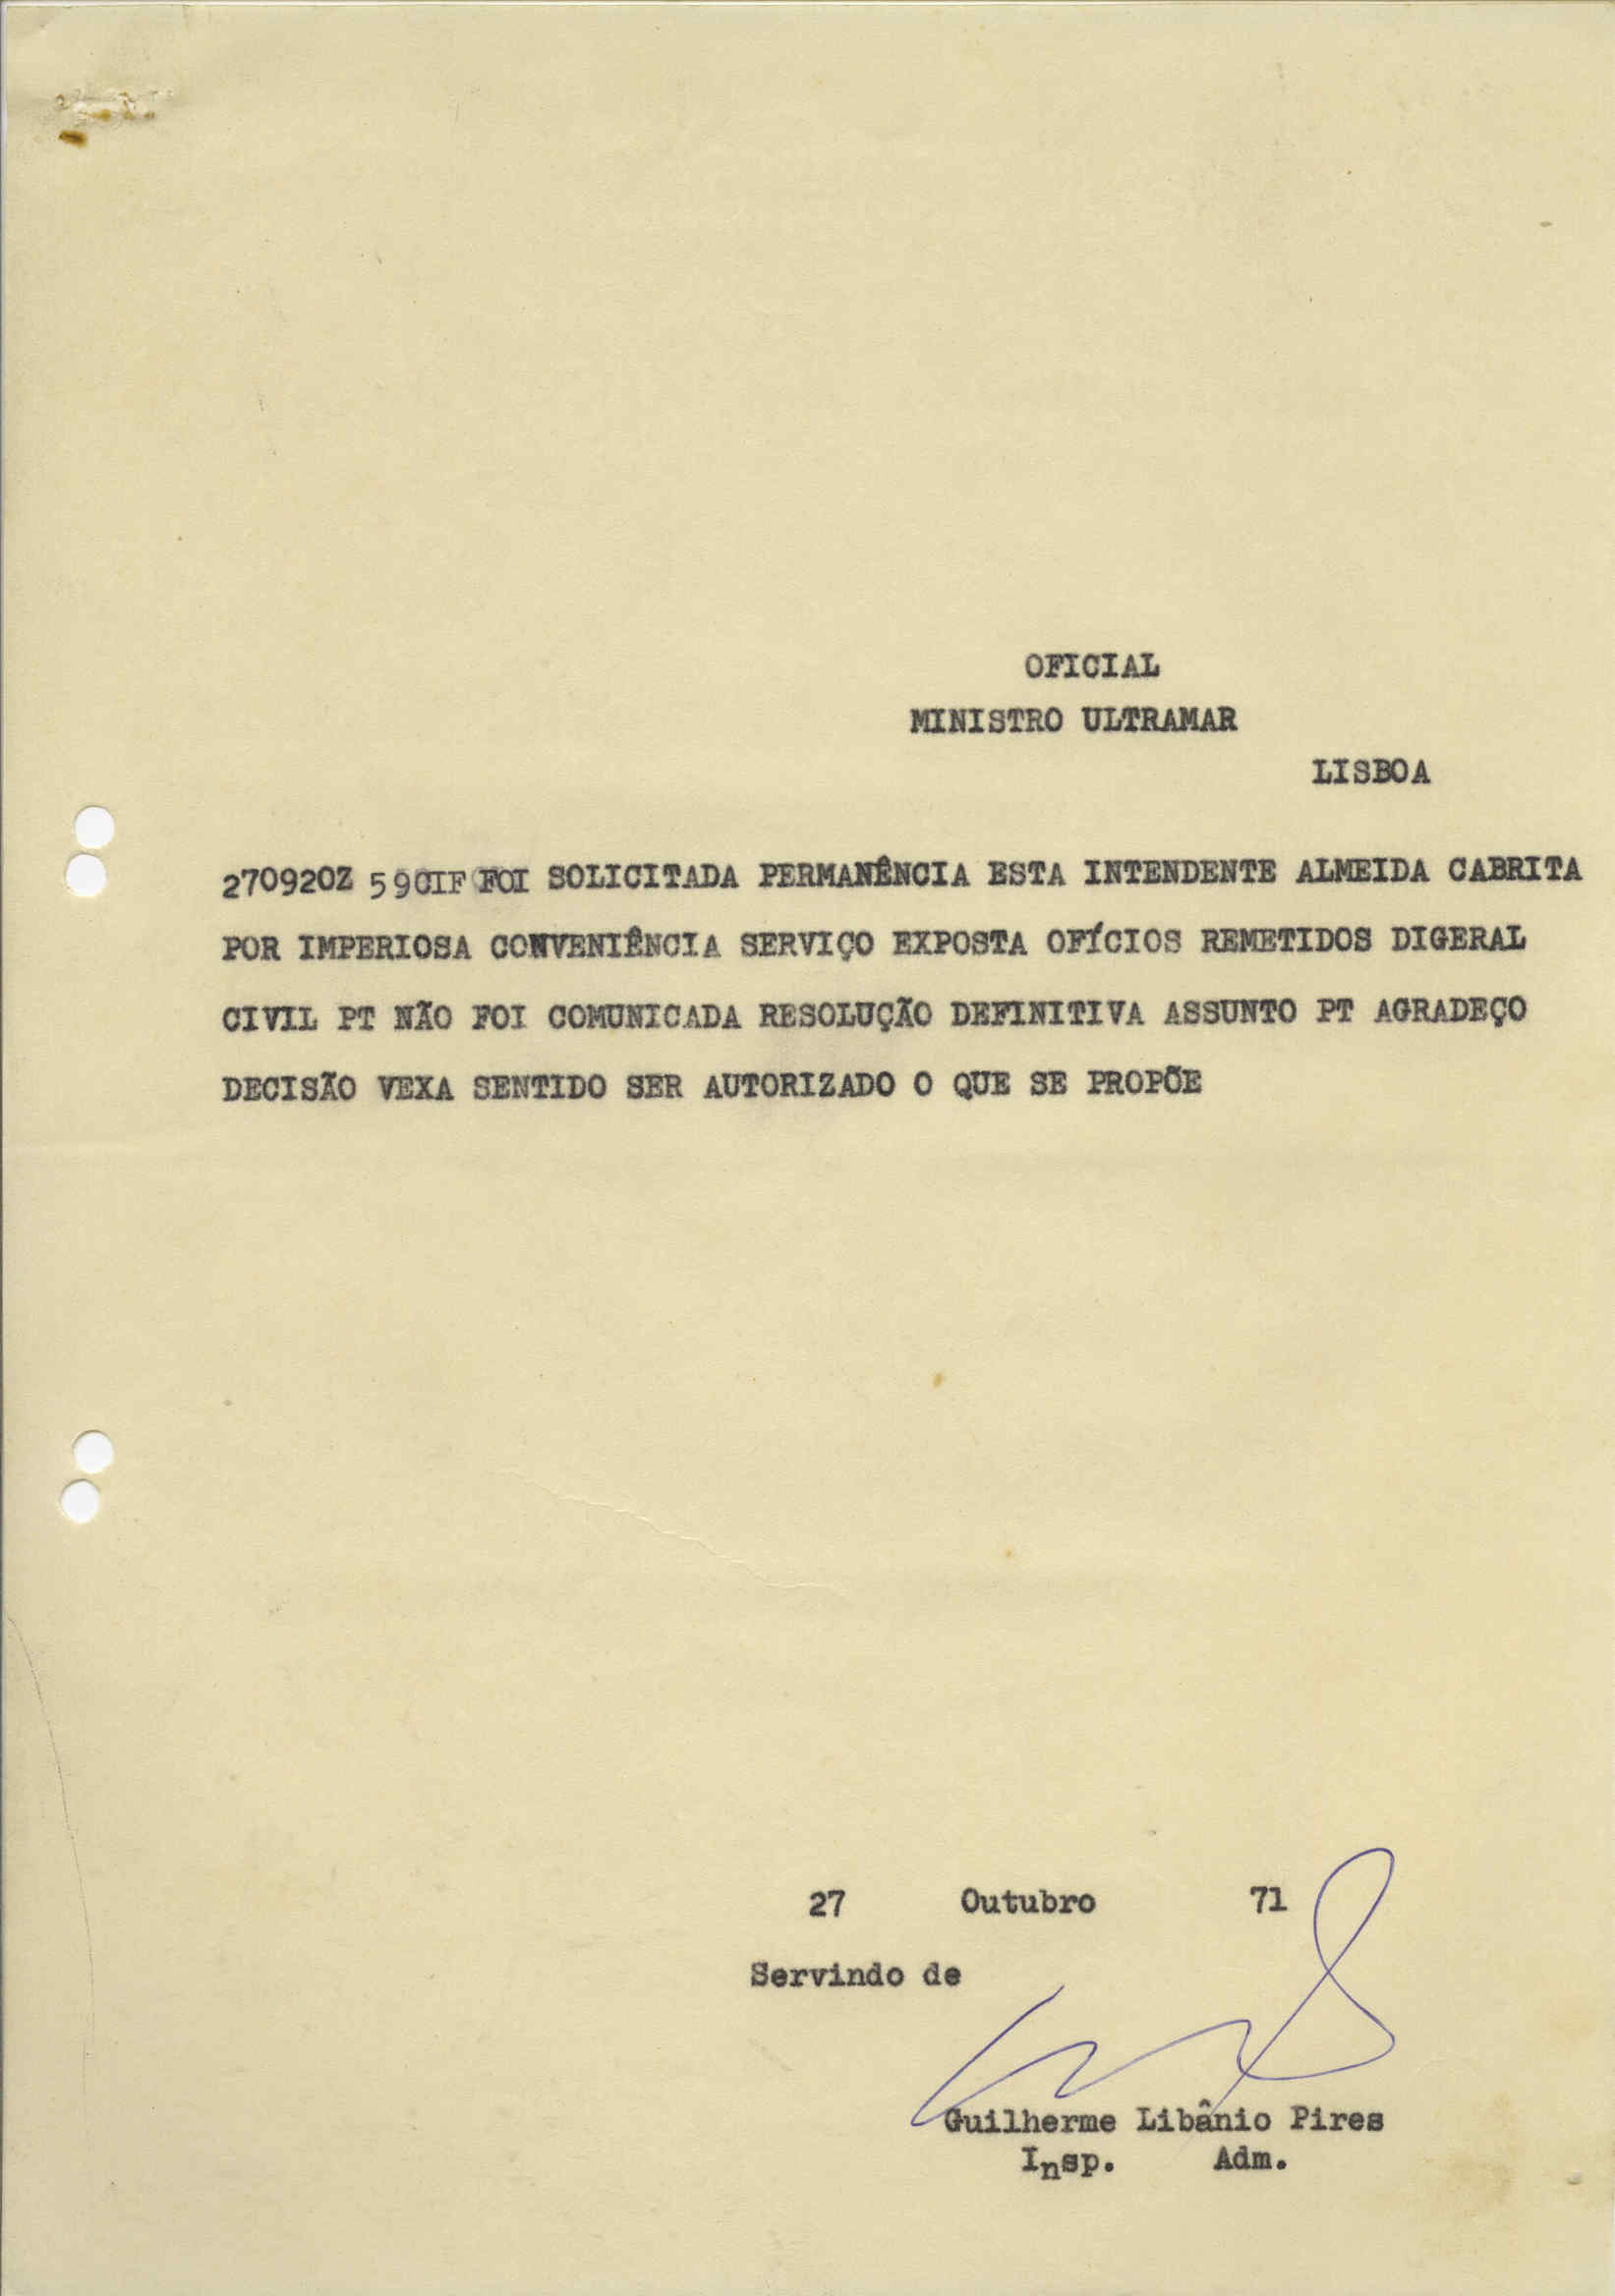 OFICIAL
MINISTRO ULTRAMAR
LISBOA
270920Z 59CIF FOI SOLICITADA PERMANÊNCIA ESTA INTENDENTE ALMEIDA CABRITA
POR IMPERIOSA CONVENIÊNCIA SERVIÇO EXPOSTA OFÍCIOS REMETIDOS DIGERAL
CIVIL PT NÃO FOI COMUNICADA RESOLUÇÃO DEFINITIVA ASSUNTO PT AGRADEÇO
DECISÃO VEXA SENTIDO SER AUTORIZADO O QUE SE PROPÕE
27 Outubro 71
Servindo de
Guilherme Libânio Pires
Insp. Adm.